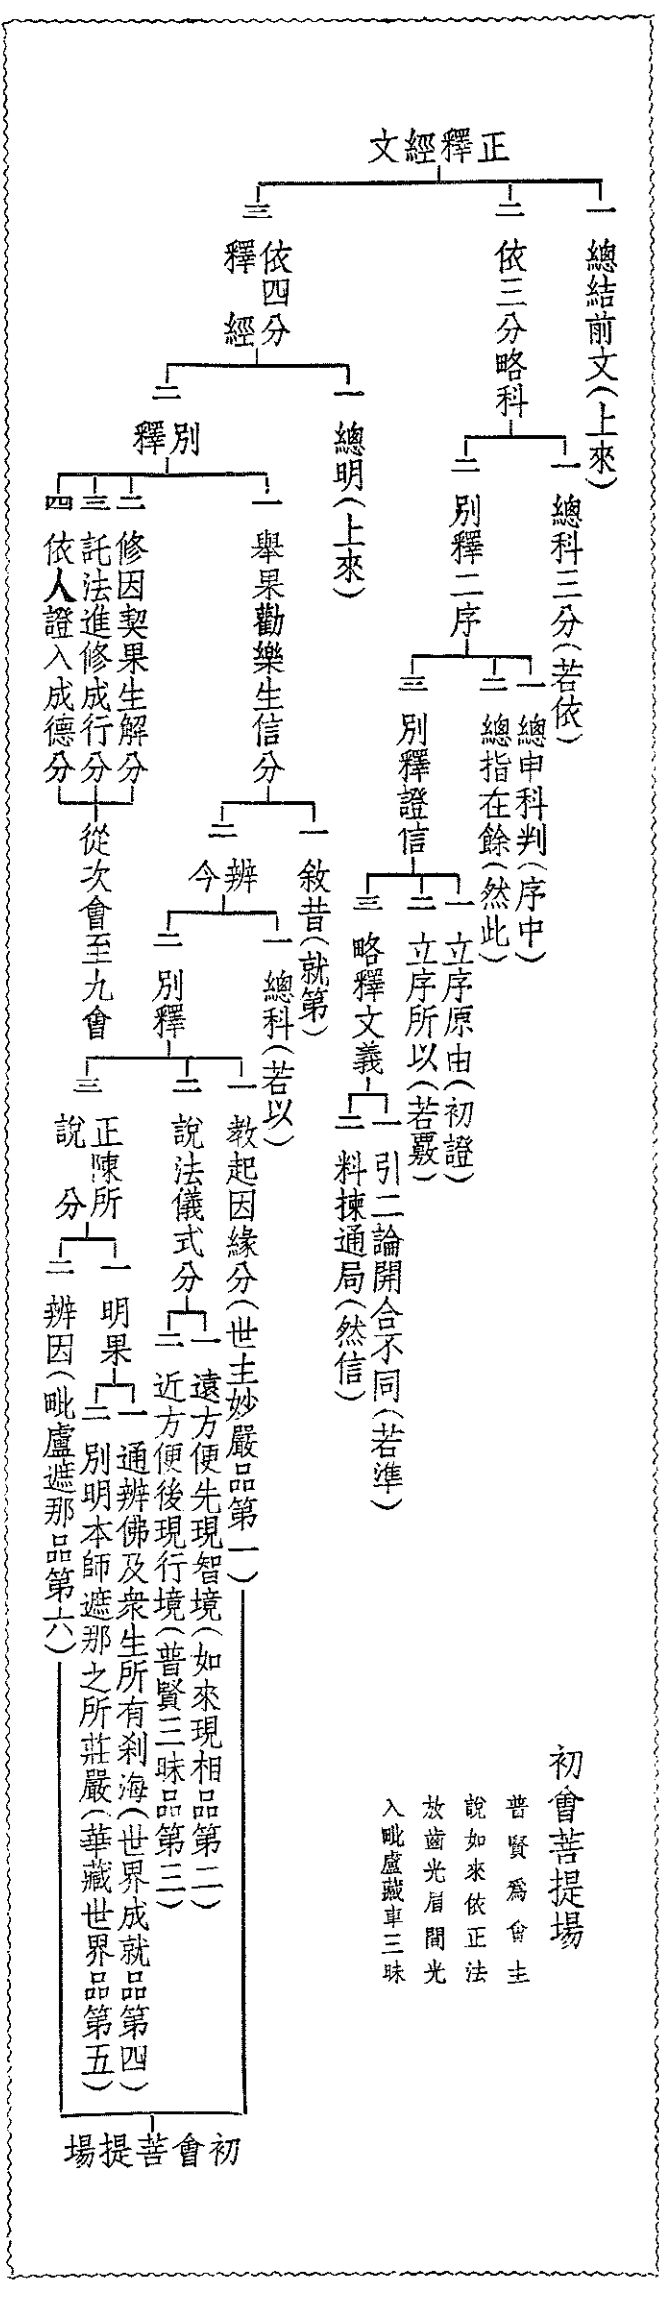 正釋經文
一 總結前文(上來)
二 依三分略科
一 總科三分(若依)
二 別釋二序
一 總申科判(序中)
二 總指在餘(然此)
三 別釋證信
一 立序原由(初證)
二 立序所以(若覈)
三 略釋文義
一 引二論開合不同(若準)
二 料揀通局(然信)
三 依四分釋經
一 總明(上來)
二 別釋
一 舉果勸樂生信分
一 敘昔(就第)
二 辨今
一 總科(若以)
二 別釋
一 教起因緣分(世主妙嚴品第一)
二 說法儀式分
一 遠方便先現智境(如來現相品第二)
二 近方便後現行境(普賢三昧品第三)
三 正陳所說分
一 明果
一 通辨佛及衆生所有剎海(世界成就品第四)
二 別明本師遮那之所莊嚴(華藏世界品第五)
二 辨因(毗盧遮那品第六)
初會菩提場
二 修因契果生解分
三 託法進修成行分
四 依人證入成德分
從次會至九會
初會菩提場
普賢爲會主
說如來依正法
放齒光眉間光
入毗盧藏身三昧